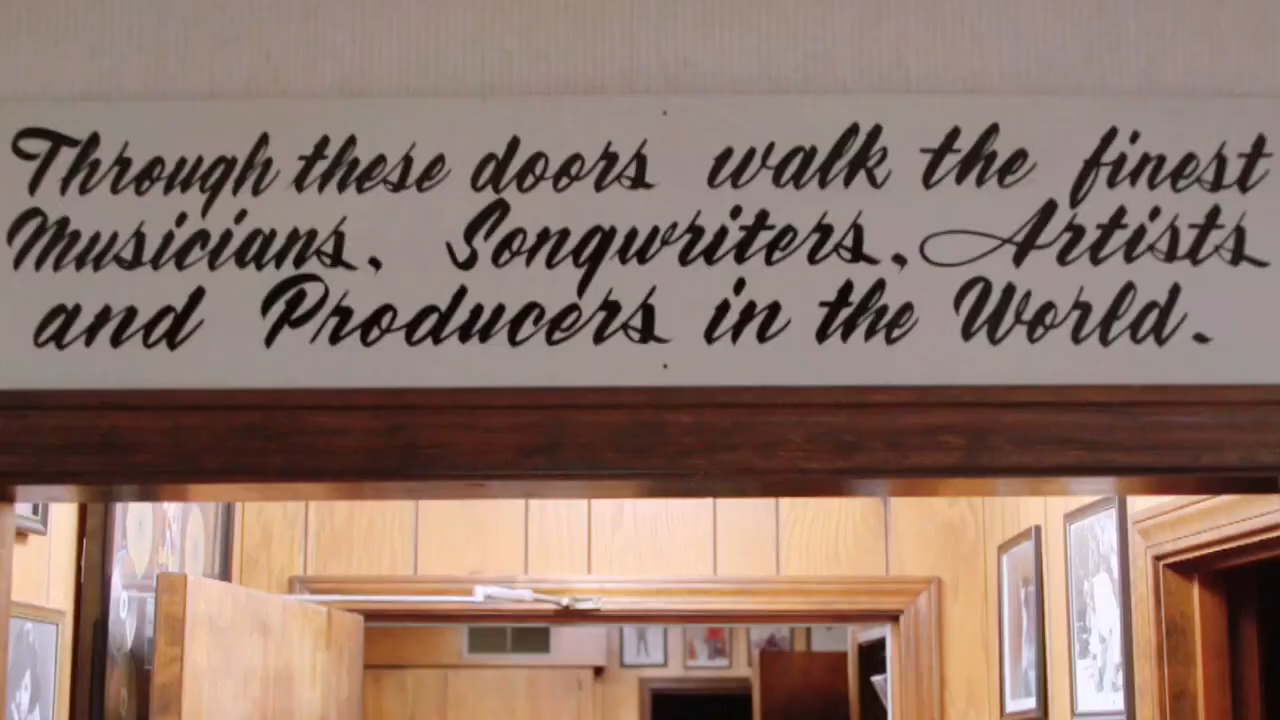 Through these doors walk the finest
Musicians, Songwriters, Artists
and Producers in the World.